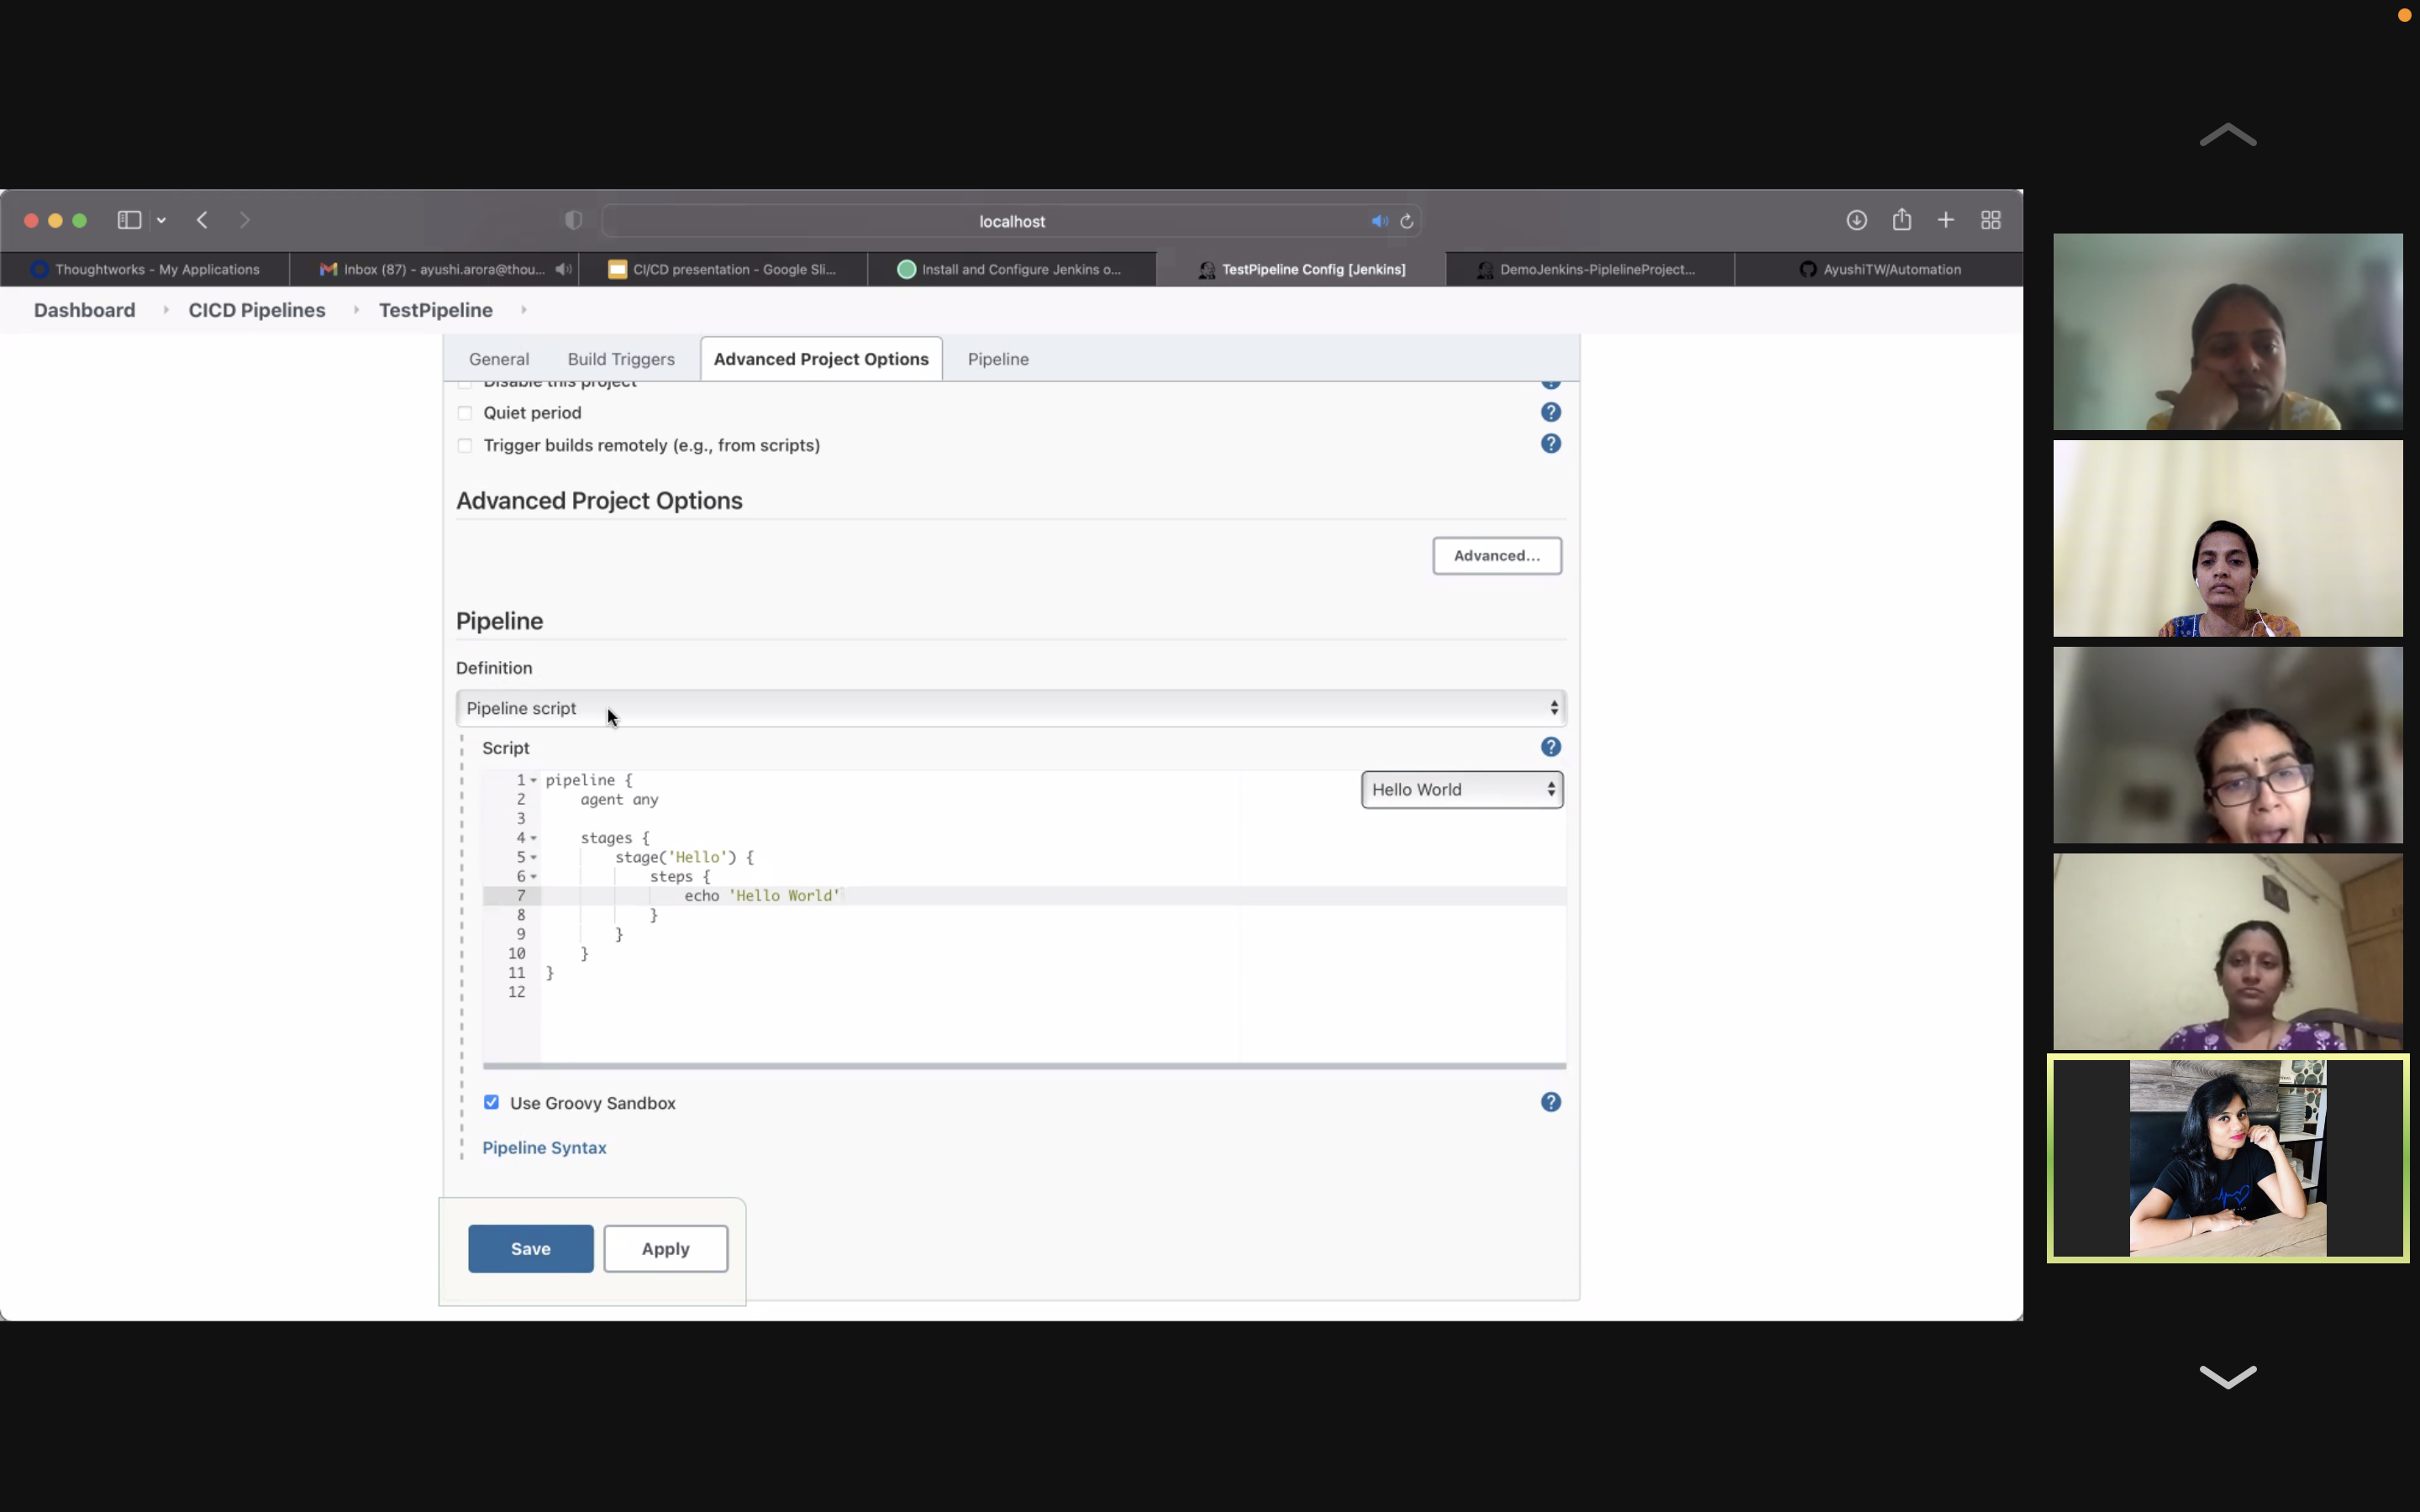 localhost
Thoughtworks - My Applications
Inbox (87) - ayushi.arora@thou...
CI/CD presentation - Google Sli...
Install and Configure Jenkins o...
TestPipeline Config [Jenkins]
DemoJenkins-PiplelineProject...
AyushiTW/Automation
Dashboard
CICD Pipelines
TestPipeline
General
Build Triggers
Advanced Project Options
Pipeline
Disable this project
Quiet period
Trigger builds remotely (e.g., from scripts)
Advanced Project Options
Advanced...
Pipeline
Definition
Pipeline script
Script
Hello World
1 pipeline {
2 agent any
3
4 stages {
5 stage('Hello') {
6 steps {
7 echo 'Hello World'
8 }
9 }
10 }
11 }
12
Use Groovy Sandbox
Pipeline Syntax
Save
Apply